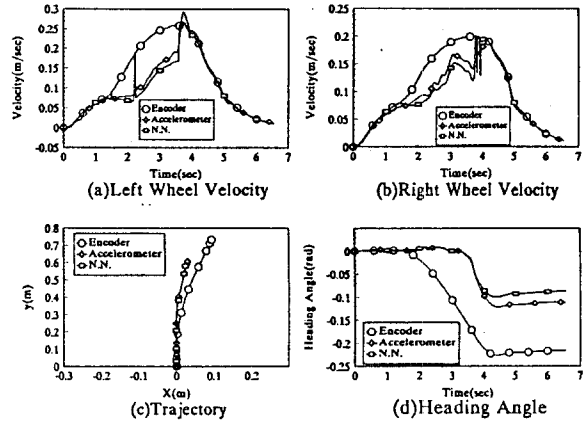 0.3
0.25
0.2
0.15
0.1
0.05
0
-0.05
Velocity(m/sec)
Encoder
Accelerometer
N.N.
0 1 2 3 4 5 6 7
Time(sec)
(a)Left Wheel Velocity
0.25
0.2
0.15
0.1
0.05
0
-0.05
Velocity(m/sec)
Encoder
Accelerometer
N.N.
0 1 2 3 4 5 6 7
Time(sec)
(b)Right Wheel Velocity
0.8
0.7
0.6
0.5
0.4
0.3
0.2
0.1
0
y(m)
Encoder
Accelerometer
N.N.
-0.3 -0.2 -0.1 0 0.1 0.2
X(m)
(c)Trajectory
0.05
0
-0.05
-0.1
-0.15
-0.2
-0.25
Heading Angle(rad)
Encoder
Accelerometer
N.N.
0 1 2 3 4 5 6 7
Time(sec)
(d)Heading Angle